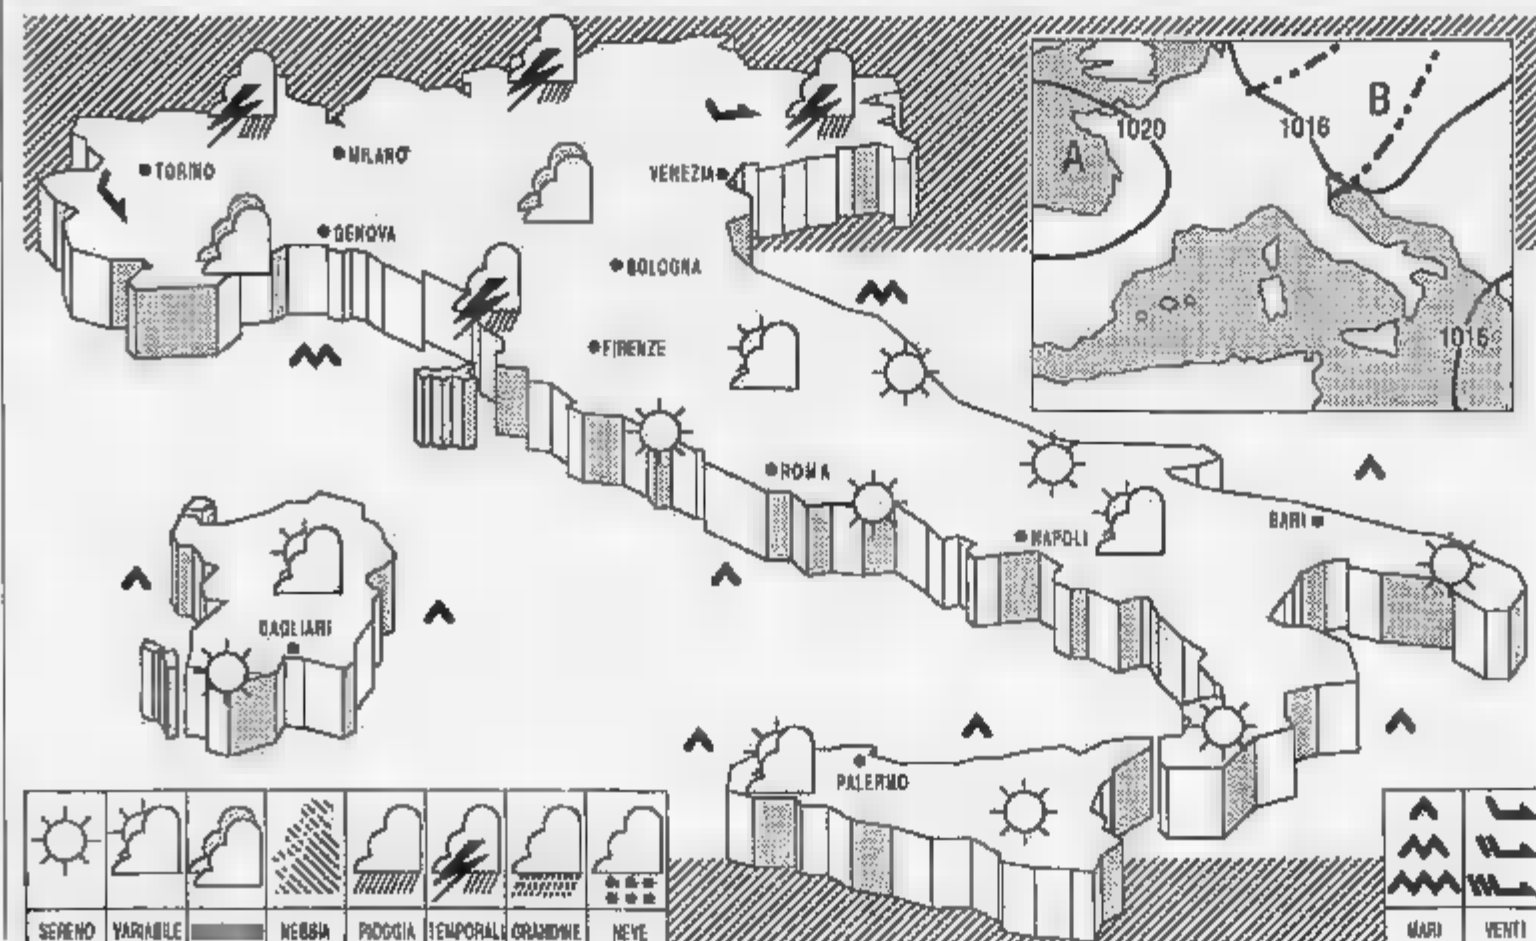 TORINO
MILANO
VENEZIA
GENOVA
BOLOGNA
FIRENZE
ROMA
NAPOLI
BARI
CAGLIARI
PALERMO
1020
1016
B
A
1016
SERENO VARIABILE NEBBIA PIOGGIA TEMPORALI GRANDINE NEVE
MARI VENTI